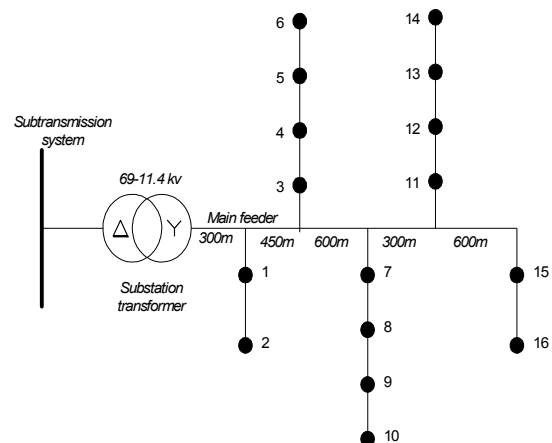 6
14
5
13
Subtransmission
system
4
12
69-11.4 kv
3
11
Main feeder
300m
450m
600m
300m
600m
Δ
Y
1
7
15
Substation
transformer
2
8
16
9
10